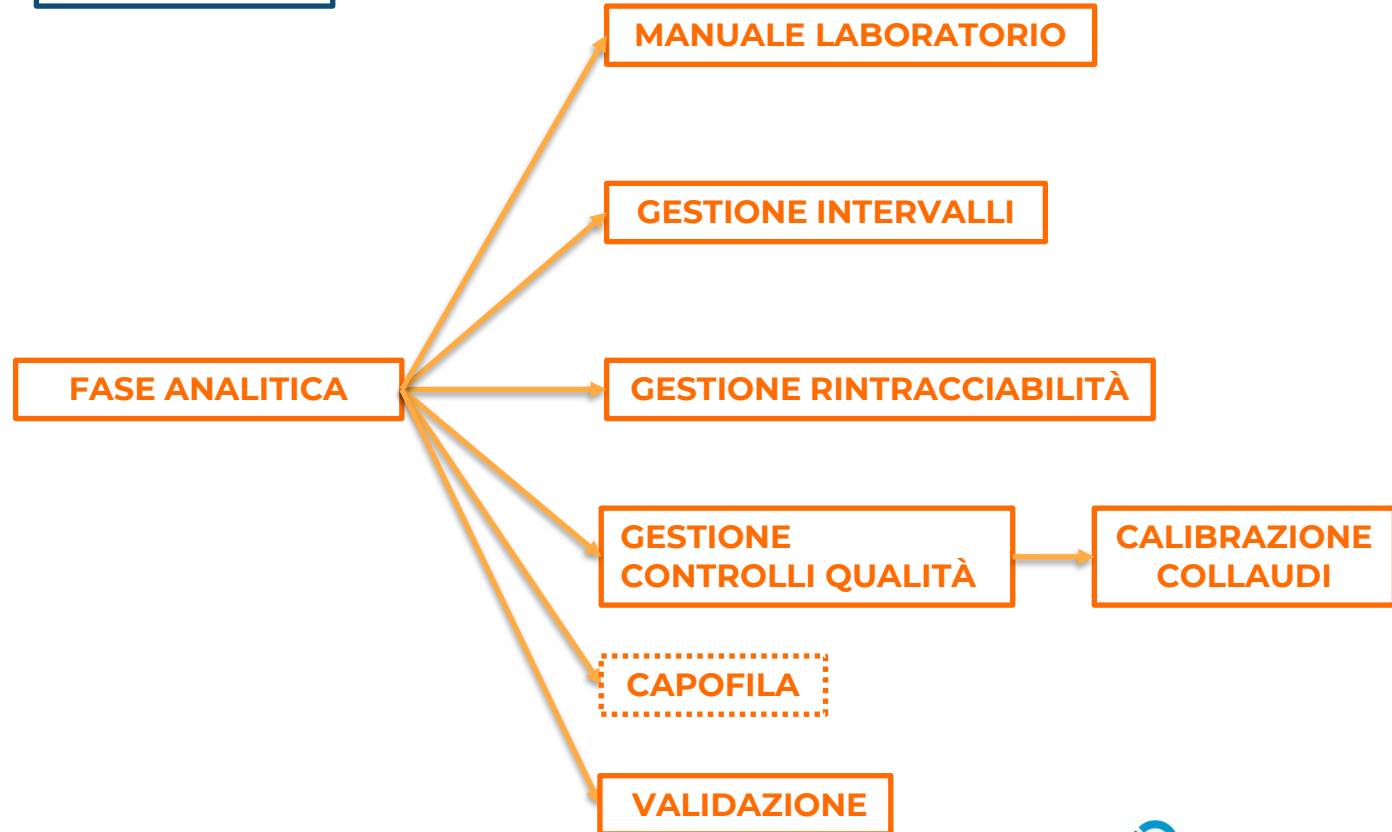 MANUALE LABORATORIO
GESTIONE INTERVALLI
FASE ANALITICA
GESTIONE RINTRACCIABILITÀ
GESTIONE
CONTROLLI QUALITÀ
CALIBRAZIONE
COLLAUDI
CAPOFILA
VALIDAZIONE